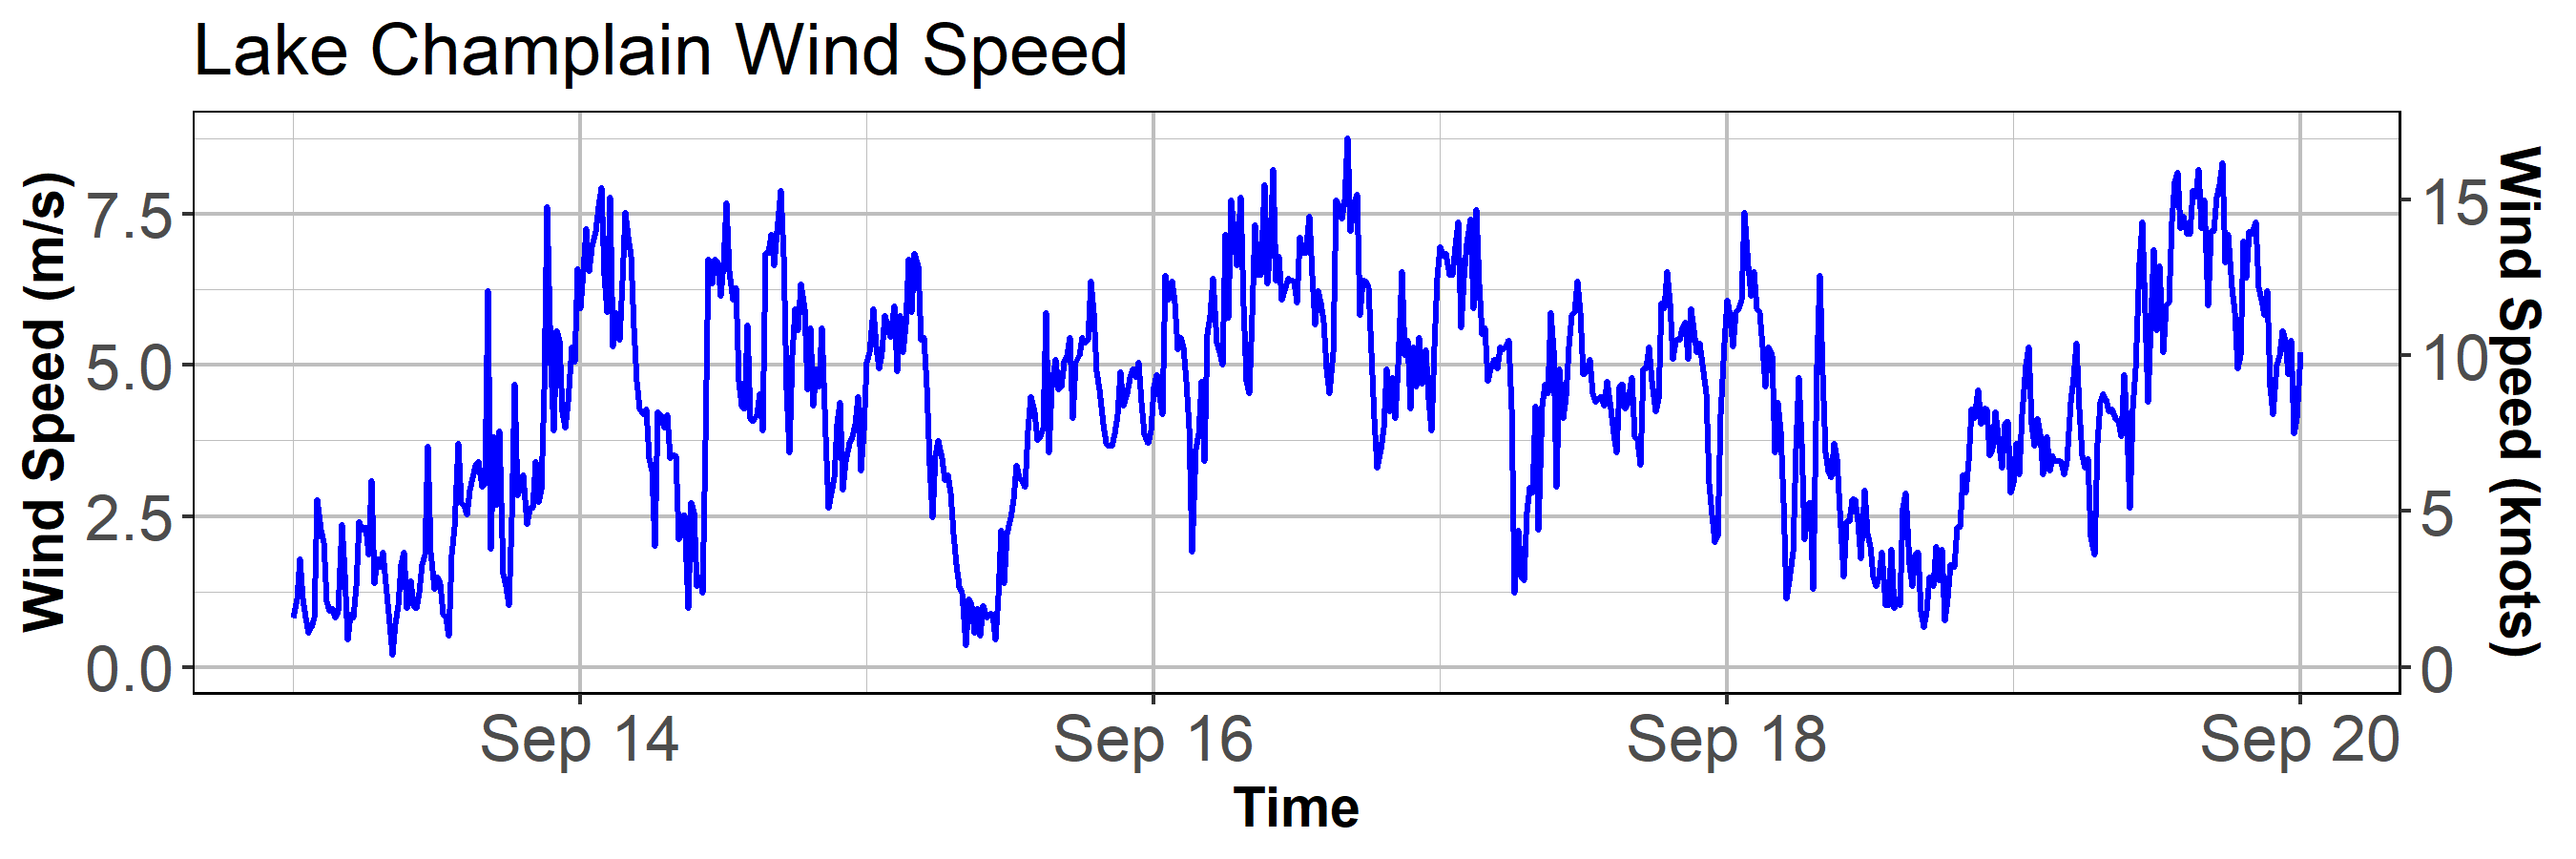 Lake Champlain Wind Speed
Wind Speed (m/s)
7.5
5.0
2.5
0.0
15
10
5
0
Wind Speed (knots)
Sep 14
Sep 16
Sep 18
Sep 20
Time